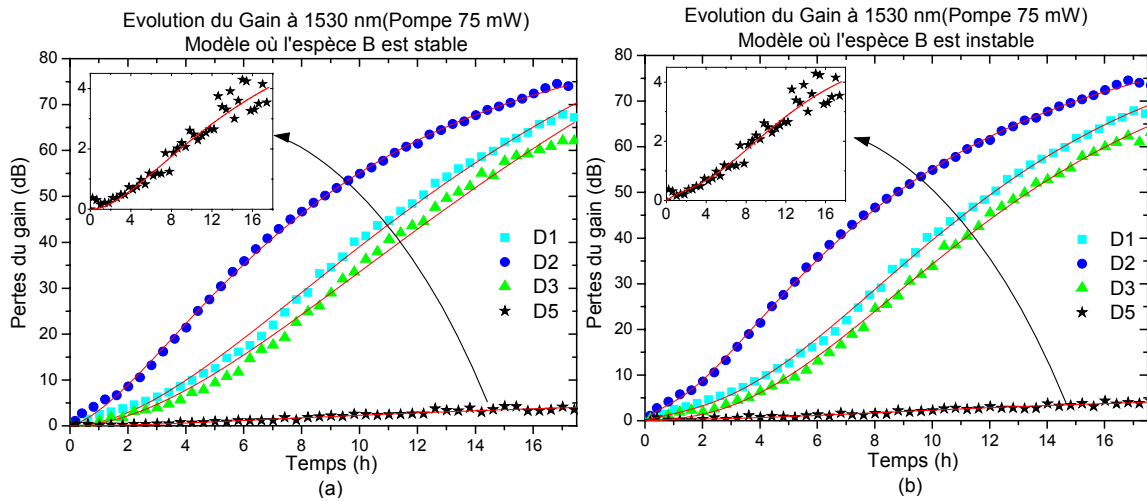 Evolution du Gain à 1530 nm(Pompe 75 mW)
Modèle où l'espèce B est stable
Pertes du gain (dB)
80
70
60
50
40
30
20
10
0
4
2
0
0 4 8 12 16
D1
D2
D3
D5
0 2 4 6 8 10 12 14 16
Temps (h)
(a)
Evolution du Gain à 1530 nm(Pompe 75 mW)
Modèle où l'espèce B est instable
Pertes du gain (dB)
80
70
60
50
40
30
20
10
0
4
2
0
0 4 8 12 16
D1
D2
D3
D5
0 2 4 6 8 10 12 14 16
Temps (h)
(b)